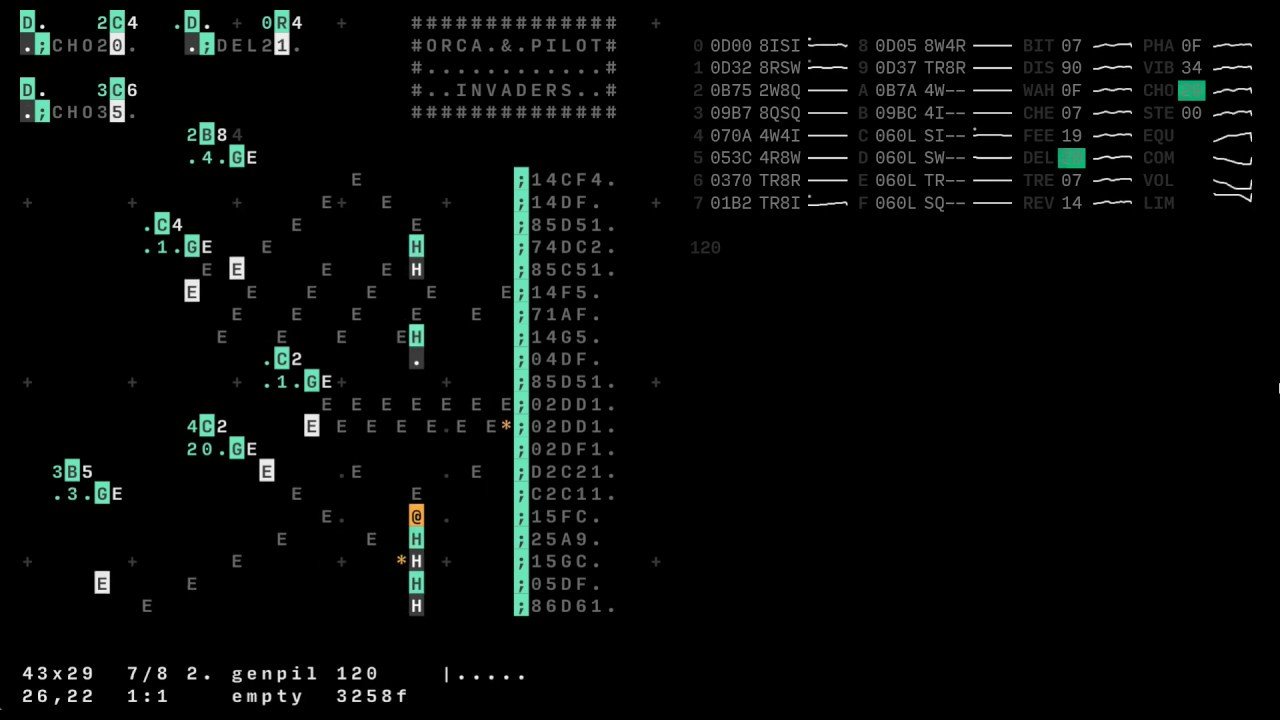 D. 2C4 .D. + 0R4 + ############## +
.;CHO20. .;DEL21. #ORCA.&.PILOT#
#............#
D. 3C6 #..INVADERS..#
.;CHO35. ##############
2B84
.4.GE
E ;14CF4.
+ + + E+ E + ;14DF. +
.C4 E E ;85D51.
.1.GE E H ;74DC2.
E E E E H ;85C51.
E E E E E E;14F5.
E E E E E ;71AF.
E E E EH ;14G5.
.C2 . ;04DF.
+ + + .1.GE+ + ;85D51. +
E E E E E E E;02DD1.
4C2 E E E E E.E E*;02DD1.
20.GE ;02DF1.
3B5 E .E . E ;D2C21.
.3.GE E E ;C2C11.
E. @ . ;15FC.
E E H ;25A9.
+ + + E + *H + ;15GC. +
E E H ;05DF.
E H ;86D61.
43x29 7/8 2. genpil 120 |.....
26,22 1:1 empty 3258f
0 0D00 8ISI 8 0D05 8W4R BIT 07 PHA 0F
1 0D32 8RSW 9 0D37 TR8R DIS 90 VIB 34
2 0B75 2W8Q A 0B7A 4W-- WAH 0F CHO
3 09B7 8QSQ B 09BC 4I-- CHE 07 STE 00
4 070A 4W4I C 060L SI-- FEE 19 EQU
5 053C 4R8W D 060L SW-- DEL COM
6 0370 TR8R E 060L TR-- TRE 07 VOL
7 01B2 TR8I F 060L SQ-- REV 14 LIM
120